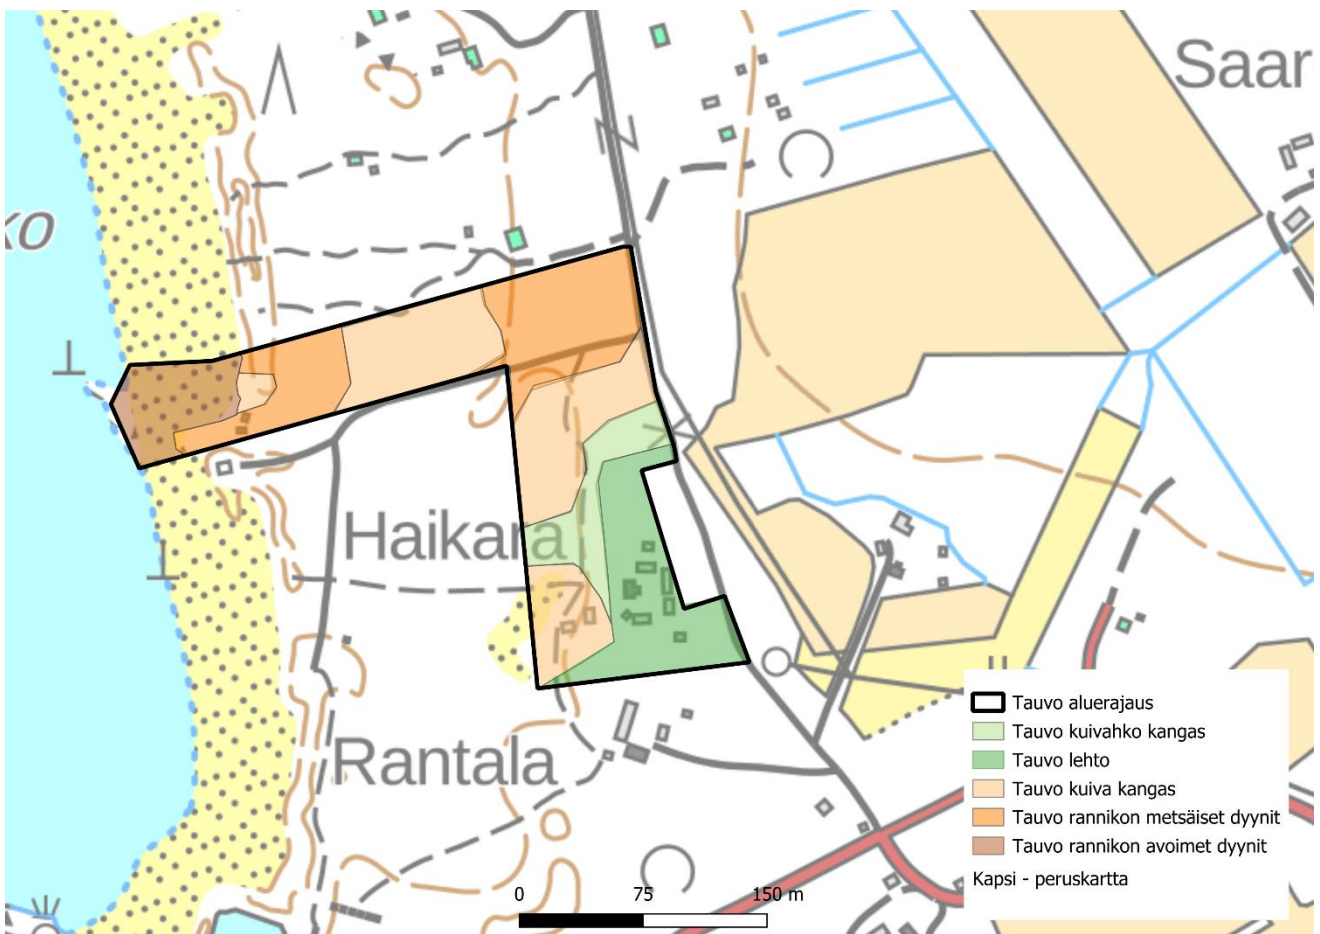 Saar
KO
Haikara
Rantala
Tauvo aluerajaus
Tauvo kuivahko kangas
Tauvo lehto
Tauvo kuiva kangas
Tauvo rannikon metsäiset dyynit
Tauvo rannikon avoimet dyynit
Kapsi - peruskartta
0 75 150 m